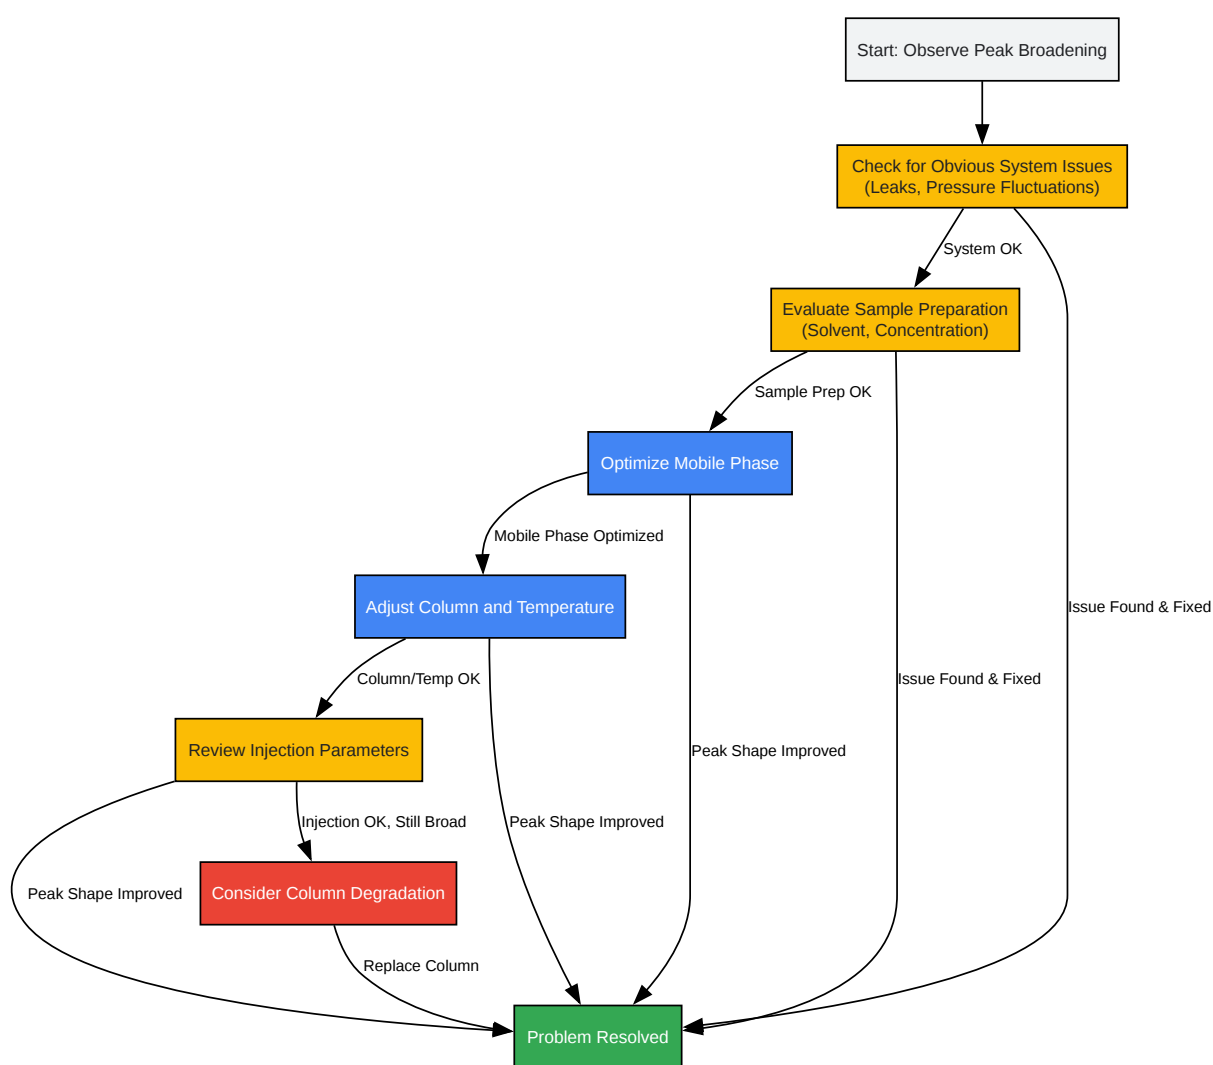 Start: Observe Peak Broadening
Check for Obvious System Issues
(Leaks, Pressure Fluctuations)
System OK
Evaluate Sample Preparation
(Solvent, Concentration)
Sample Prep OK
Optimize Mobile Phase
Mobile Phase Optimized
Adjust Column and Temperature
Issue Found & Fixed
Column/Temp OK
Issue Found & Fixed
Review Injection Parameters
Peak Shape Improved
Injection OK, Still Broad
Peak Shape Improved
Peak Shape Improved
Consider Column Degradation
Replace Column
Problem Resolved